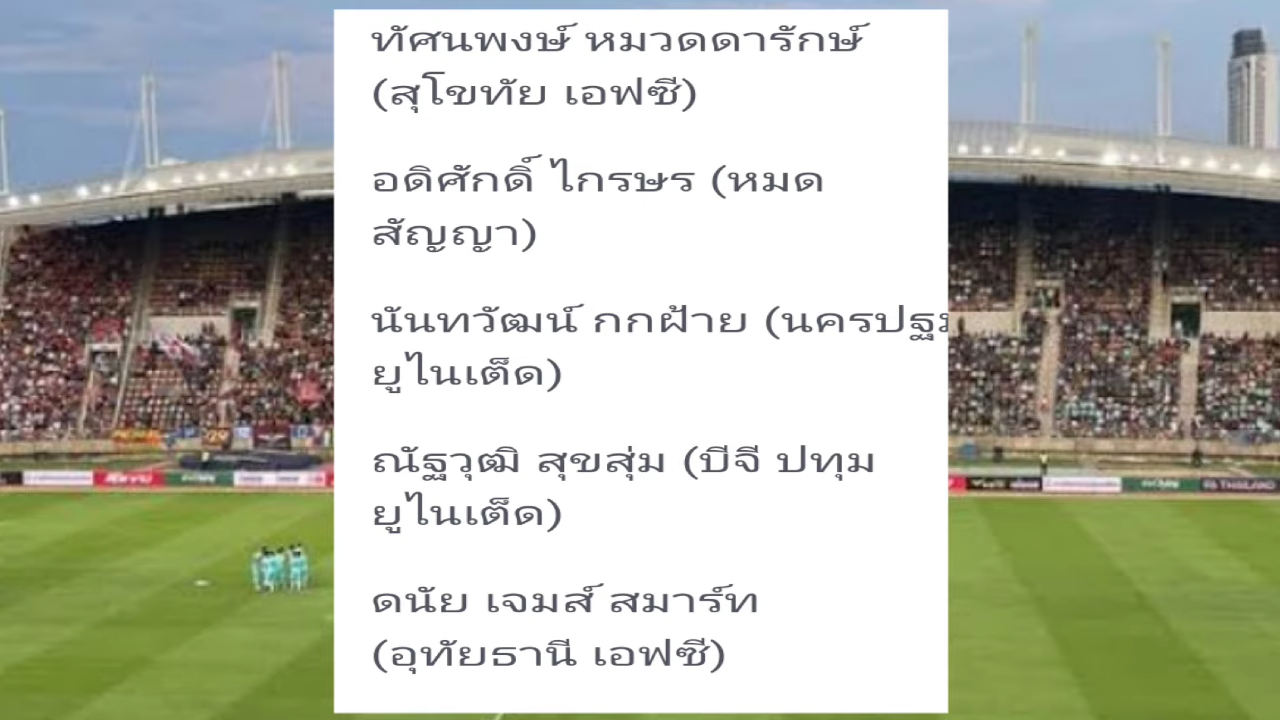 ทัศนพงษ์ หมวดดารักษ์
(สุโขทัย เอฟซี)
อดิศักดิ์ ไกรษร (หมด
สัญญา)
นันทวัฒน์ กกฝ้าย (นครปฐม
ยูไนเต็ด)
ณัฐวุฒิ สุขสุ่ม (บีจี ปทุม
ยูไนเต็ด)
ดนัย เจมส์ สมาร์ท
(อุทัยธานี เอฟซี)